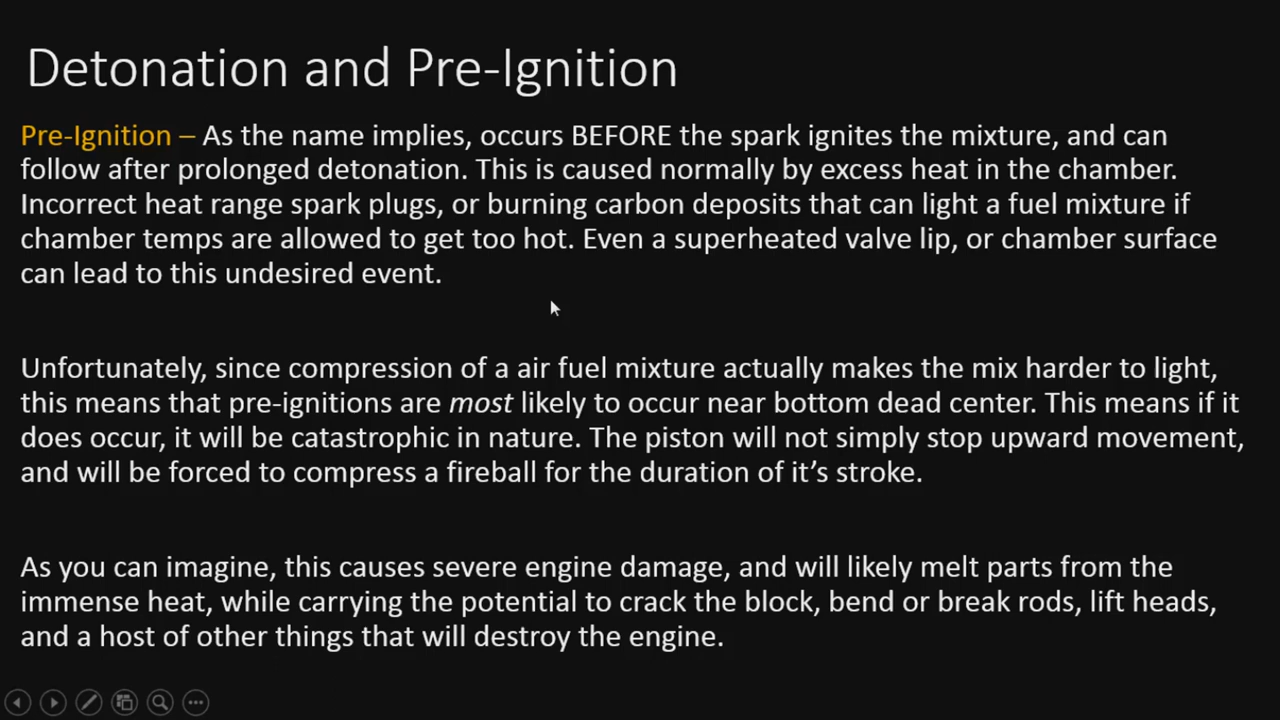 Detonation and Pre-Ignition
Pre-Ignition – As the name implies, occurs BEFORE the spark ignites the mixture, and can
follow after prolonged detonation. This is caused normally by excess heat in the chamber.
Incorrect heat range spark plugs, or burning carbon deposits that can light a fuel mixture if
chamber temps are allowed to get too hot. Even a superheated valve lip, or chamber surface
can lead to this undesired event.
Unfortunately, since compression of a air fuel mixture actually makes the mix harder to light,
this means that pre-ignitions are most likely to occur near bottom dead center. This means if it
does occur, it will be catastrophic in nature. The piston will not simply stop upward movement,
and will be forced to compress a fireball for the duration of it’s stroke.
As you can imagine, this causes severe engine damage, and will likely melt parts from the
immense heat, while carrying the potential to crack the block, bend or break rods, lift heads,
and a host of other things that will destroy the engine.